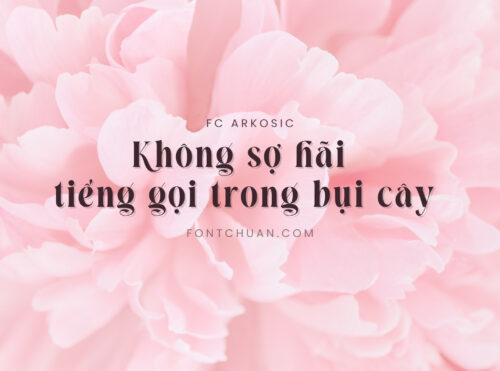 FC ARKOSIC
Không sợ hãi
tiếng gọi trong bụi cây
FONTCHUAN.COM